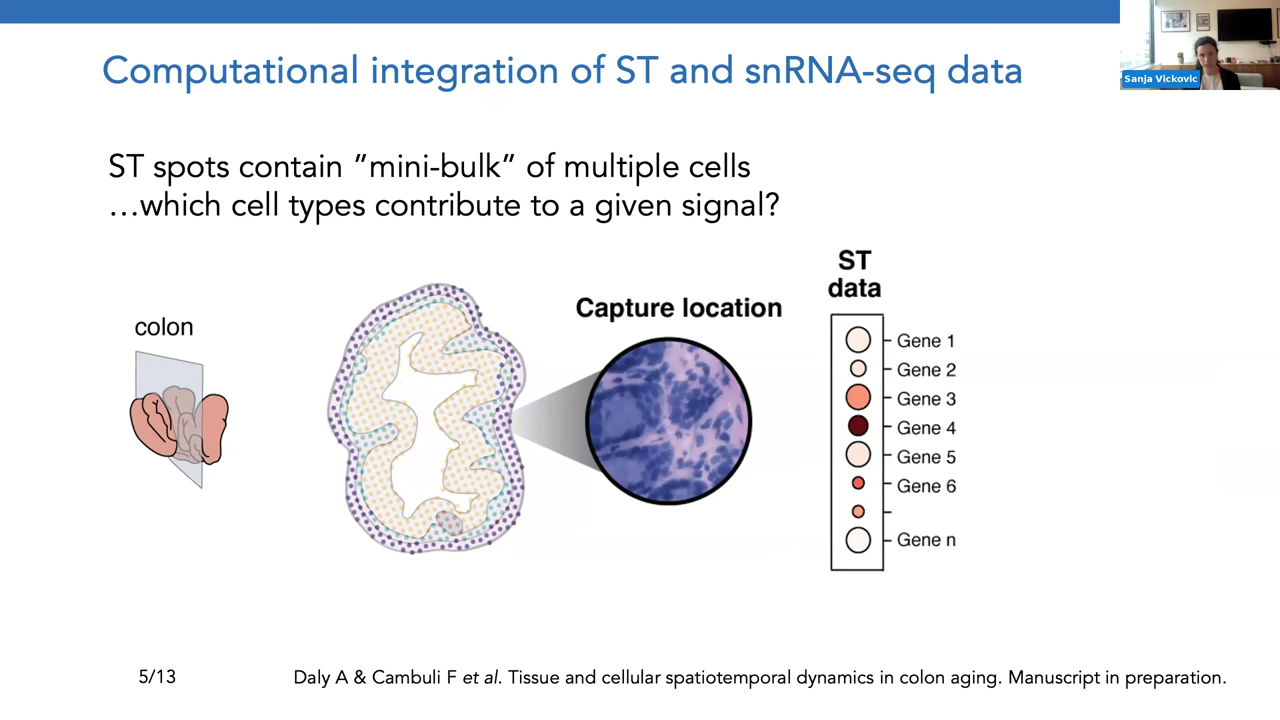 Computational integration of ST and snRNA-seq data
Sanja Vickovic
ST spots contain ”mini-bulk” of multiple cells
…which cell types contribute to a given signal?
colon
Capture location
ST
data
Gene 1
Gene 2
Gene 3
Gene 4
Gene 5
Gene 6
Gene n
5/13
Daly A & Cambuli F et al. Tissue and cellular spatiotemporal dynamics in colon aging. Manuscript in preparation.